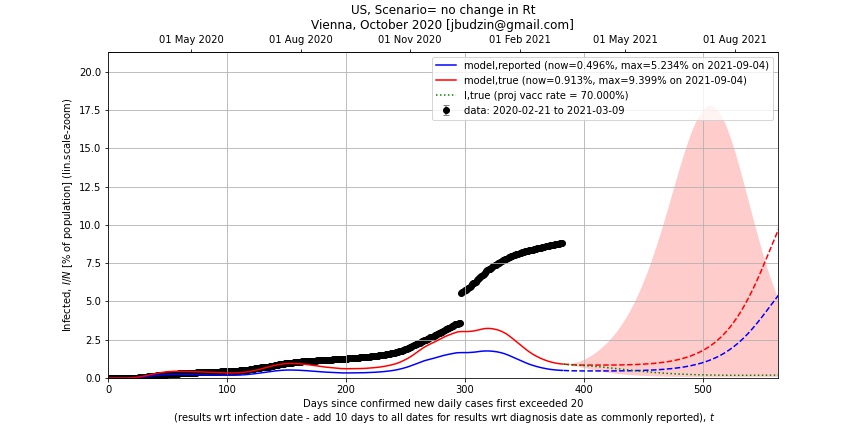 US, Scenario= no change in Rt
Vienna, October 2020 [jbudzin@gmail.com]
01 May 2020 01 Aug 2020 01 Nov 2020 01 Feb 2021 01 May 2021 01 Aug 2021
model,reported (now=0.496%, max=5.234% on 2021-09-04)
model,true (now=0.913%, max=9.399% on 2021-09-04)
I,true (proj vacc rate = 70.000%)
data: 2020-02-21 to 2021-03-09
Infected, I/N [% of population] (lin.scale-zoom)
20.0
17.5
15.0
12.5
10.0
7.5
5.0
2.5
0.0
0 100 200 300 400 500
Days since confirmed new daily cases first exceeded 20
(results wrt infection date - add 10 days to all dates for results wrt diagnosis date as commonly reported), t